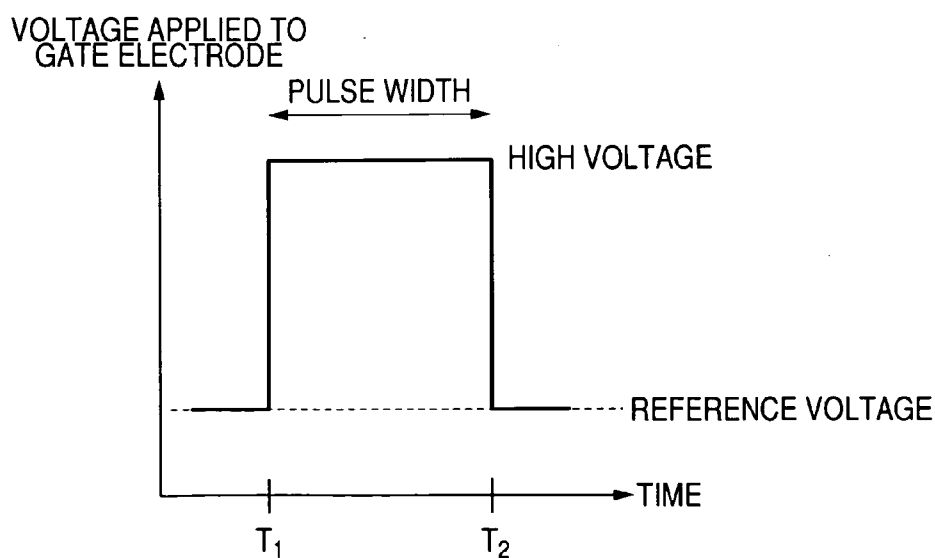 VOLTAGE APPLIED TO
GATE ELECTRODE
PULSE WIDTH
HIGH VOLTAGE
REFERENCE VOLTAGE
TIME
T₁
T₂